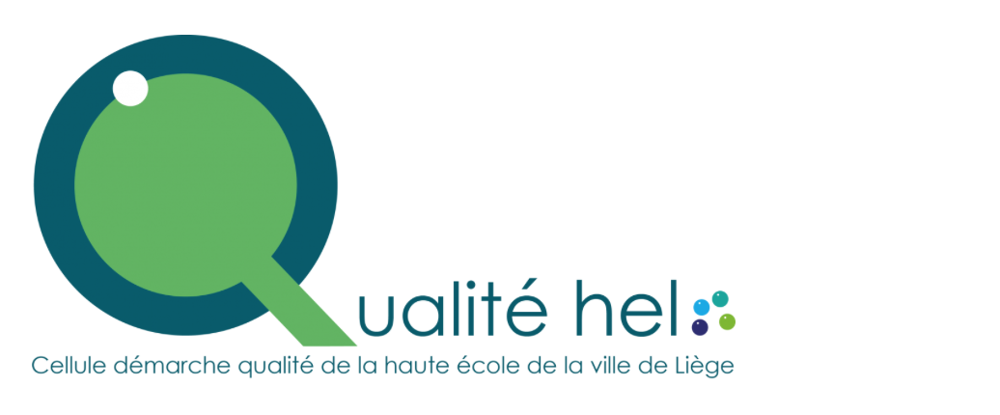 Qualité hel
Cellule démarche qualité de la haute école de la ville de Liège